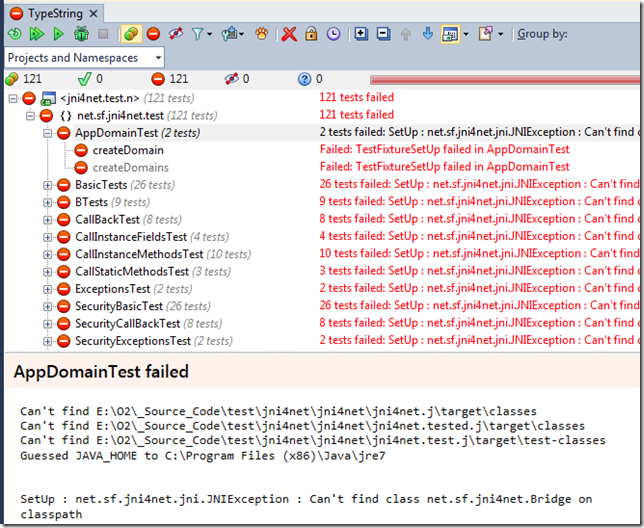 TypeString
Group by:
Projects and Namespaces
121 0 121 0 0
<jni4net.test.n> (121 tests) 121 tests failed
{ } net.sf.jni4net.test (121 tests) 121 tests failed
AppDomainTest (2 tests) 2 tests failed: SetUp : net.sf.jni4net.jni.JNIException : Can't find c
createDomain Failed: TestFixtureSetUp failed in AppDomainTest
createDomains Failed: TestFixtureSetUp failed in AppDomainTest
BasicTests (26 tests) 26 tests failed: SetUp : net.sf.jni4net.jni.JNIException : Can't find
BTests (9 tests) 9 tests failed: SetUp : net.sf.jni4net.jni.JNIException : Can't find c
CallBackTest (8 tests) 8 tests failed: SetUp : net.sf.jni4net.jni.JNIException : Can't find c
CallInstanceFieldsTest (4 tests) 4 tests failed: SetUp : net.sf.jni4net.jni.JNIException : Can't find c
CallInstanceMethodsTest (10 tests) 10 tests failed: SetUp : net.sf.jni4net.jni.JNIException : Can't find
CallStaticMethodsTest (3 tests) 3 tests failed: SetUp : net.sf.jni4net.jni.JNIException : Can't find c
ExceptionsTest (2 tests) 2 tests failed: SetUp : net.sf.jni4net.jni.JNIException : Can't find c
SecurityBasicTest (26 tests) 26 tests failed: SetUp : net.sf.jni4net.jni.JNIException : Can't find
SecurityCallBackTest (8 tests) 8 tests failed: SetUp : net.sf.jni4net.jni.JNIException : Can't find c
SecurityExceptionsTest (2 tests) 2 tests failed: SetUp : net.sf.jni4net.jni.JNIException : Can't find c
AppDomainTest failed
Can't find E:\O2\_Source_Code\test\jni4net\jni4net\jni4net.j\target\classes
Can't find E:\O2\_Source_Code\test\jni4net\jni4net\jni4net.tested.j\target\classes
Can't find E:\O2\_Source_Code\test\jni4net\jni4net\jni4net.test.j\target\test-classes
Guessed JAVA_HOME to C:\Program Files (x86)\Java\jre7
SetUp : net.sf.jni4net.jni.JNIException : Can't find class net.sf.jni4net.Bridge on
classpath